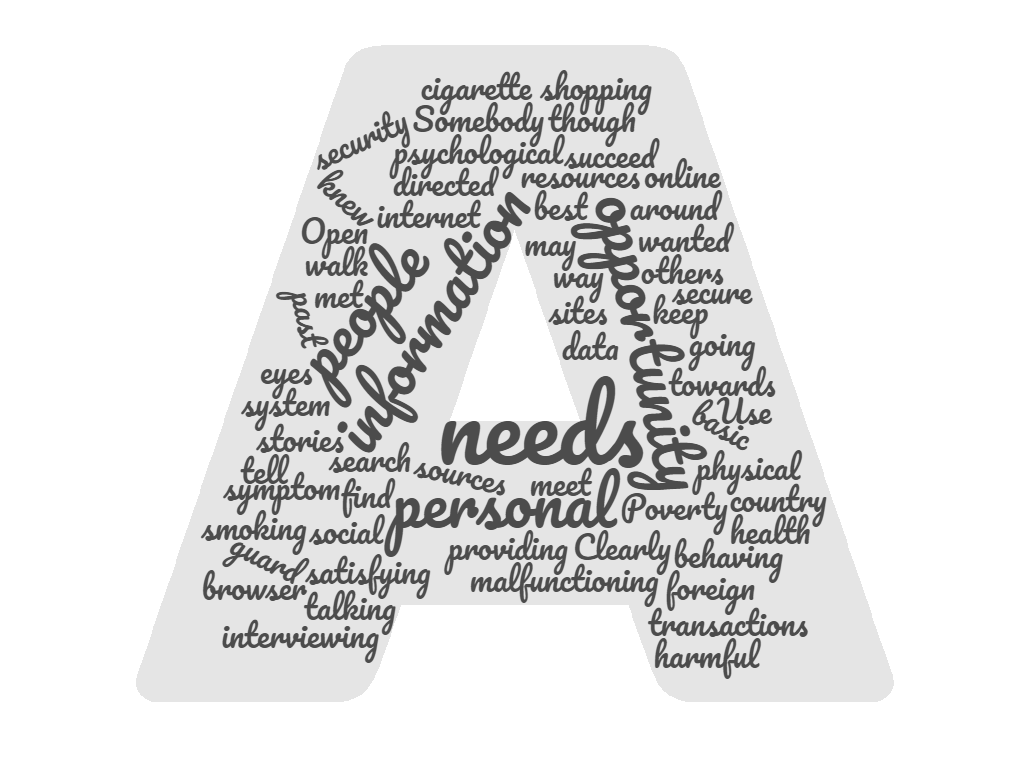 cigarette shopping
security Somebody though
psychological succeed
knew directed resources online
internet best around
Open information opportunity
may wanted
walk people way others
met secure
past sites keep
data going
eyes towards
system Use
basic
stories needs
search sources physical
tell meet
symptom find personal Poverty country
smoking social health
guard providing Clearly behaving
satisfying malfunctioning
browser foreign
talking
interviewing transactions
harmful